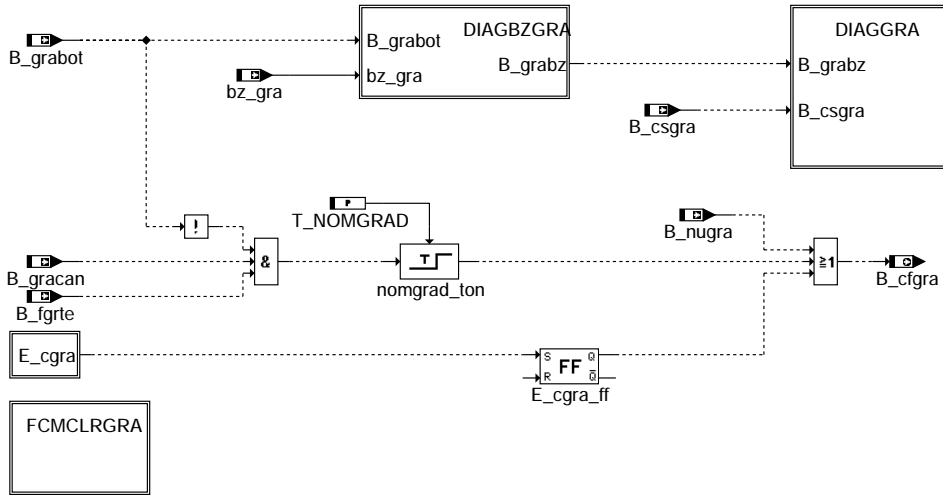 DIAGBZGRA
DIAGGRA
B_grabot
B_grabot
B_grabz
B_grabz
bz_gra
bz_gra
B_csgra
B_csgra
P
T_NOMGRAD
!
B_nugra
&
T
≥1
B_gracan
nomgrad_ton
B_cfgra
B_fgrte
E_cgra
S
FF
Q
R
Q̅
E_cgra_ff
FCMCLRGRA